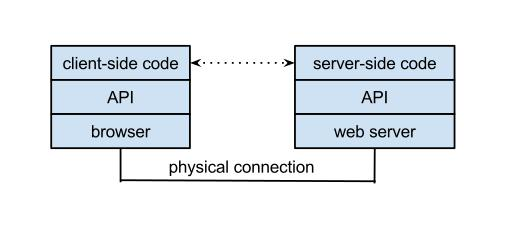 client-side code
server-side code
API
API
browser
web server
physical connection